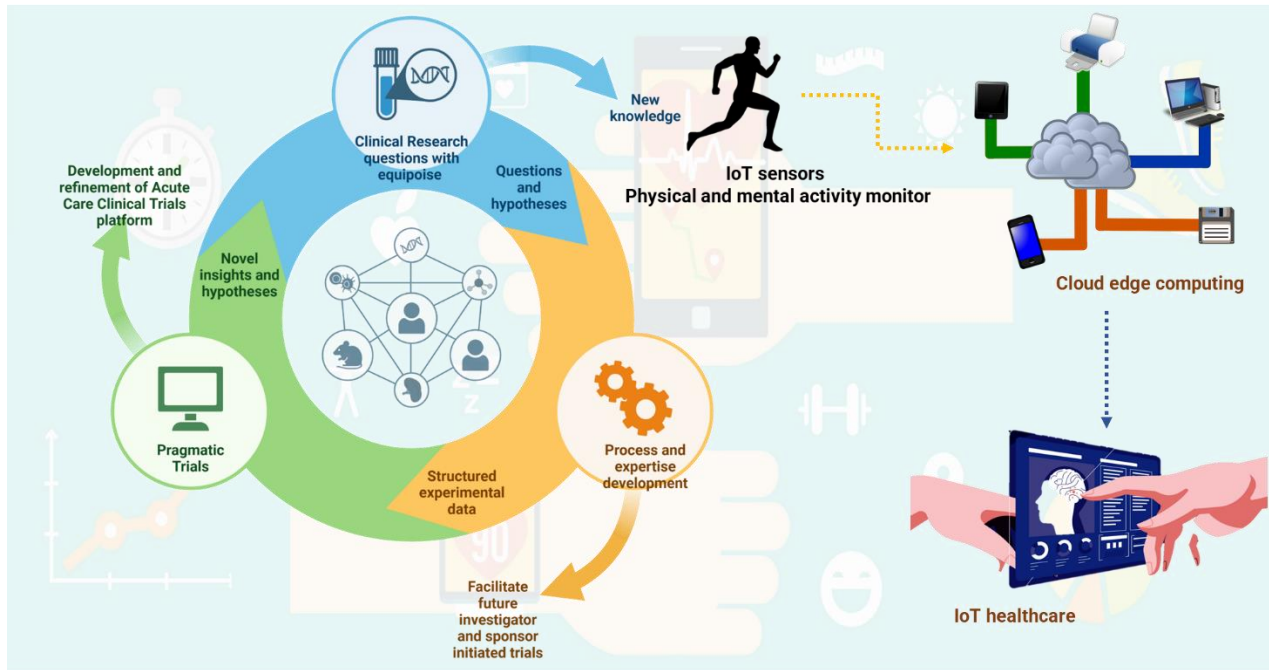 Clinical Research
questions with
equipoise
New
knowledge
Questions
and
hypotheses
IoT sensors
Physical and mental activity monitor
Cloud edge computing
Development and
refinement of Acute
Care Clinical Trials
platform
Novel
insights and
hypotheses
Pragmatic
Trials
Structured
experimental
data
Process and
expertise
development
Facilitate
future
investigator
and sponsor
initiated trials
IoT healthcare
Z
90